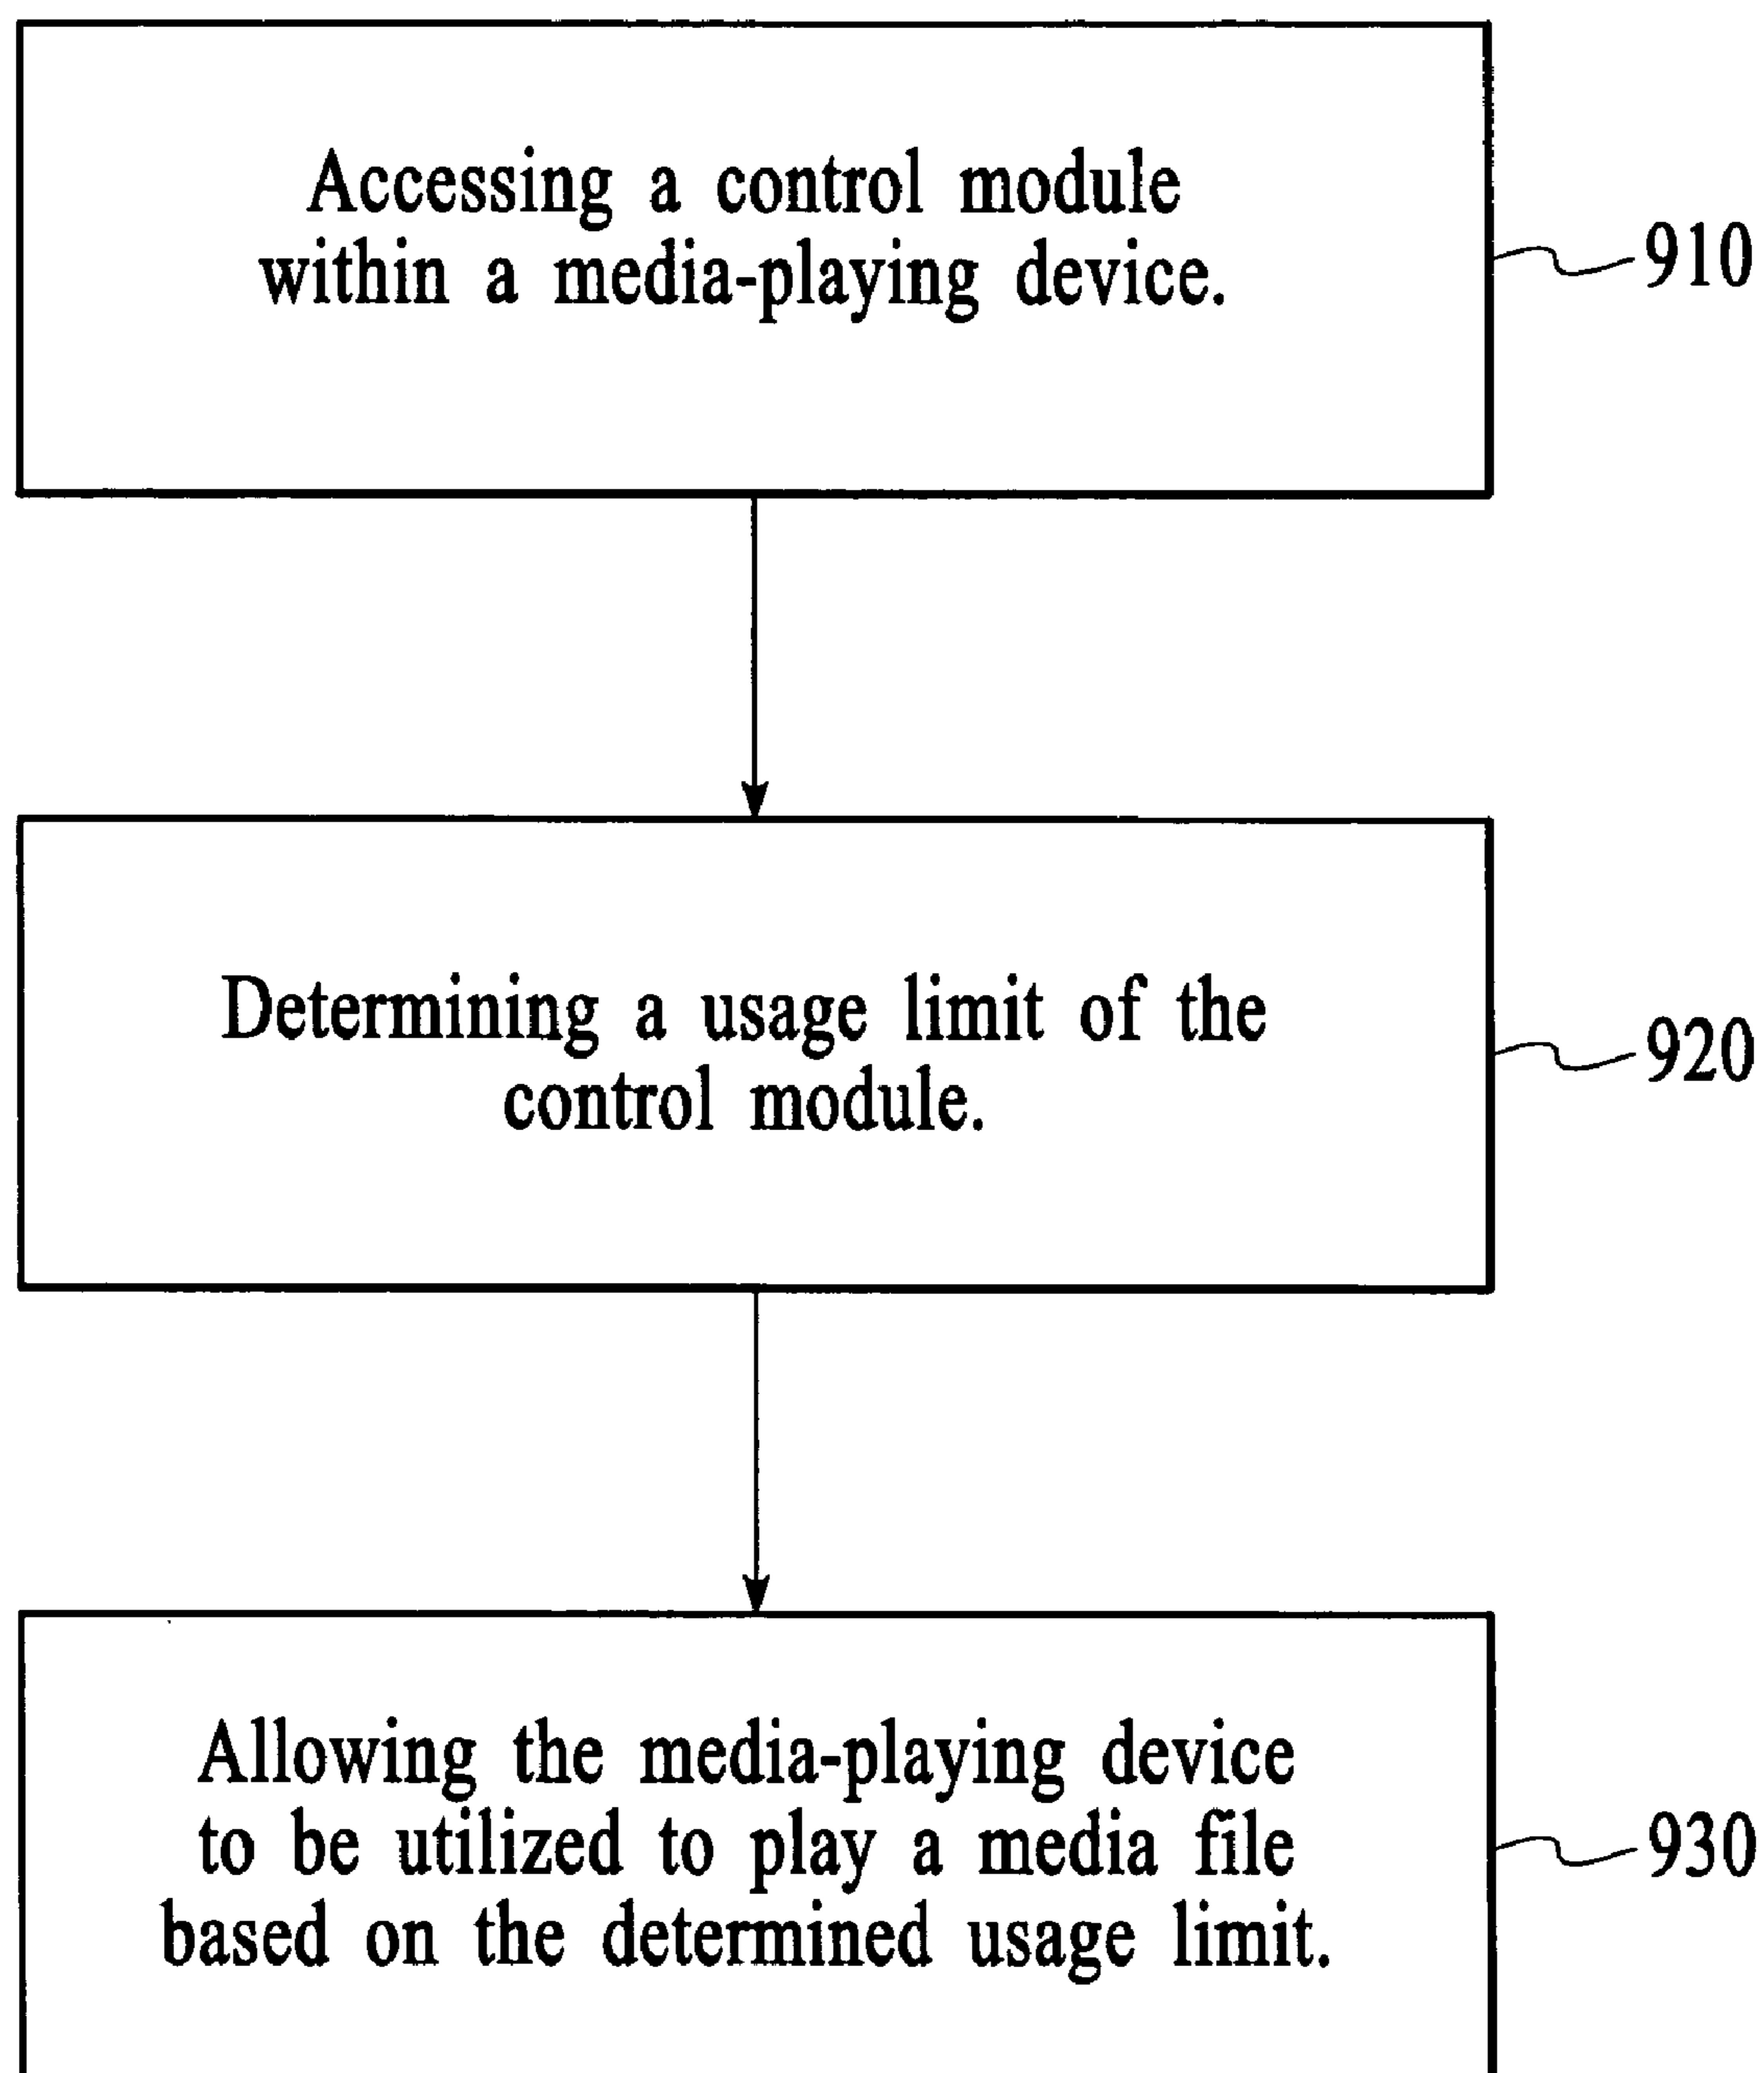 Accessing a control module
within a media-playing device.
910
Determining a usage limit of the
control module.
920
Allowing the media-playing device
to be utilized to play a media file
based on the determined usage limit.
930